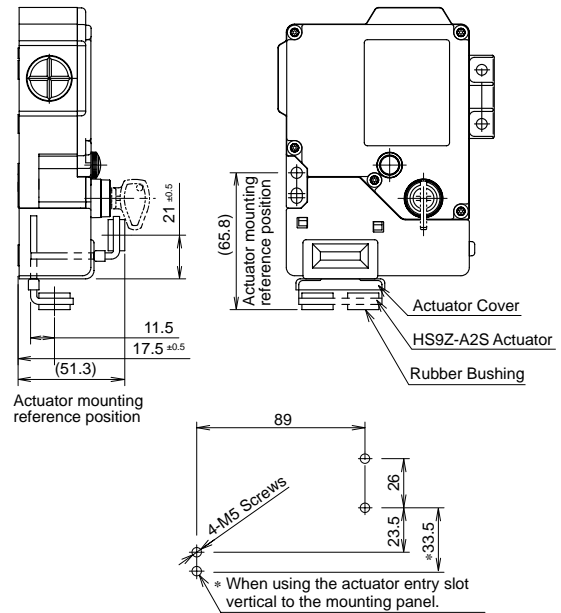 21 ±0.5
11.5
17.5 ±0.5
(51.3)
Actuator mounting
reference position
(65.8)
Actuator mounting
reference position
Actuator Cover
HS9Z-A2S Actuator
Rubber Bushing
89
4-M5 Screws
26
23.5
*33.5
* When using the actuator entry slot
vertical to the mounting panel.